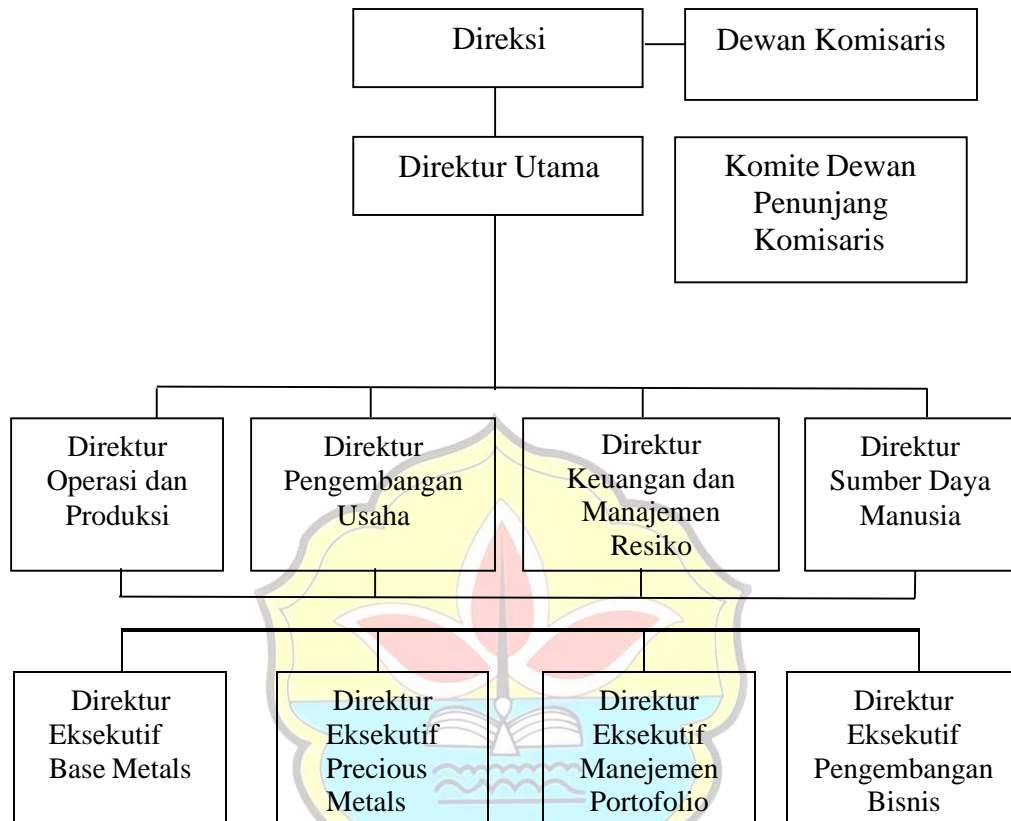 Direksi
Dewan Komisaris
Direktur Utama
Komite Dewan
Penunjang
Komisaris
Direktur
Operasi dan
Produksi
Direktur
Pengembangan
Usaha
Direktur
Keuangan dan
Manajemen
Resiko
Direktur
Sumber Daya
Manusia
Direktur
Eksekutif
Base Metals
Direktur
Eksekutif
Precious
Metals
Direktur
Eksekutif
Manejemen
Portofolio
Direktur
Eksekutif
Pengembangan
Bisnis